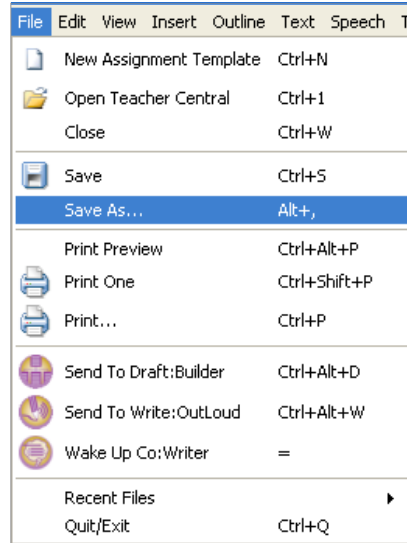 File Edit View Insert Outline Text Speech T
New Assignment Template Ctrl+N
Open Teacher Central Ctrl+1
Close Ctrl+W
Save Ctrl+S
Save As... Alt+,
Print Preview Ctrl+Alt+P
Print One Ctrl+Shift+P
Print... Ctrl+P
Send To Draft:Builder Ctrl+Alt+D
Send To Write:OutLoud Ctrl+Alt+W
Wake Up Co:Writer =
Recent Files
Quit/Exit Ctrl+Q